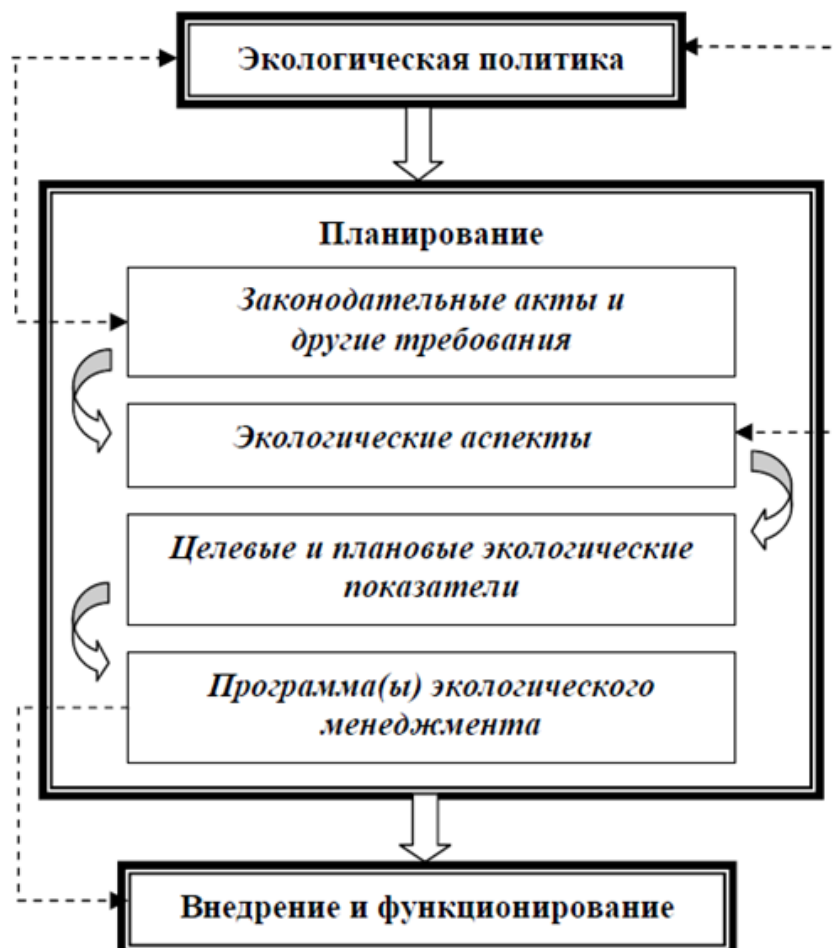 Экологическая политика
Планирование
Законодательные акты и
другие требования
Экологические аспекты
Целевые и плановые экологические
показатели
Программа(ы) экологического
менеджмента
Внедрение и функционирование